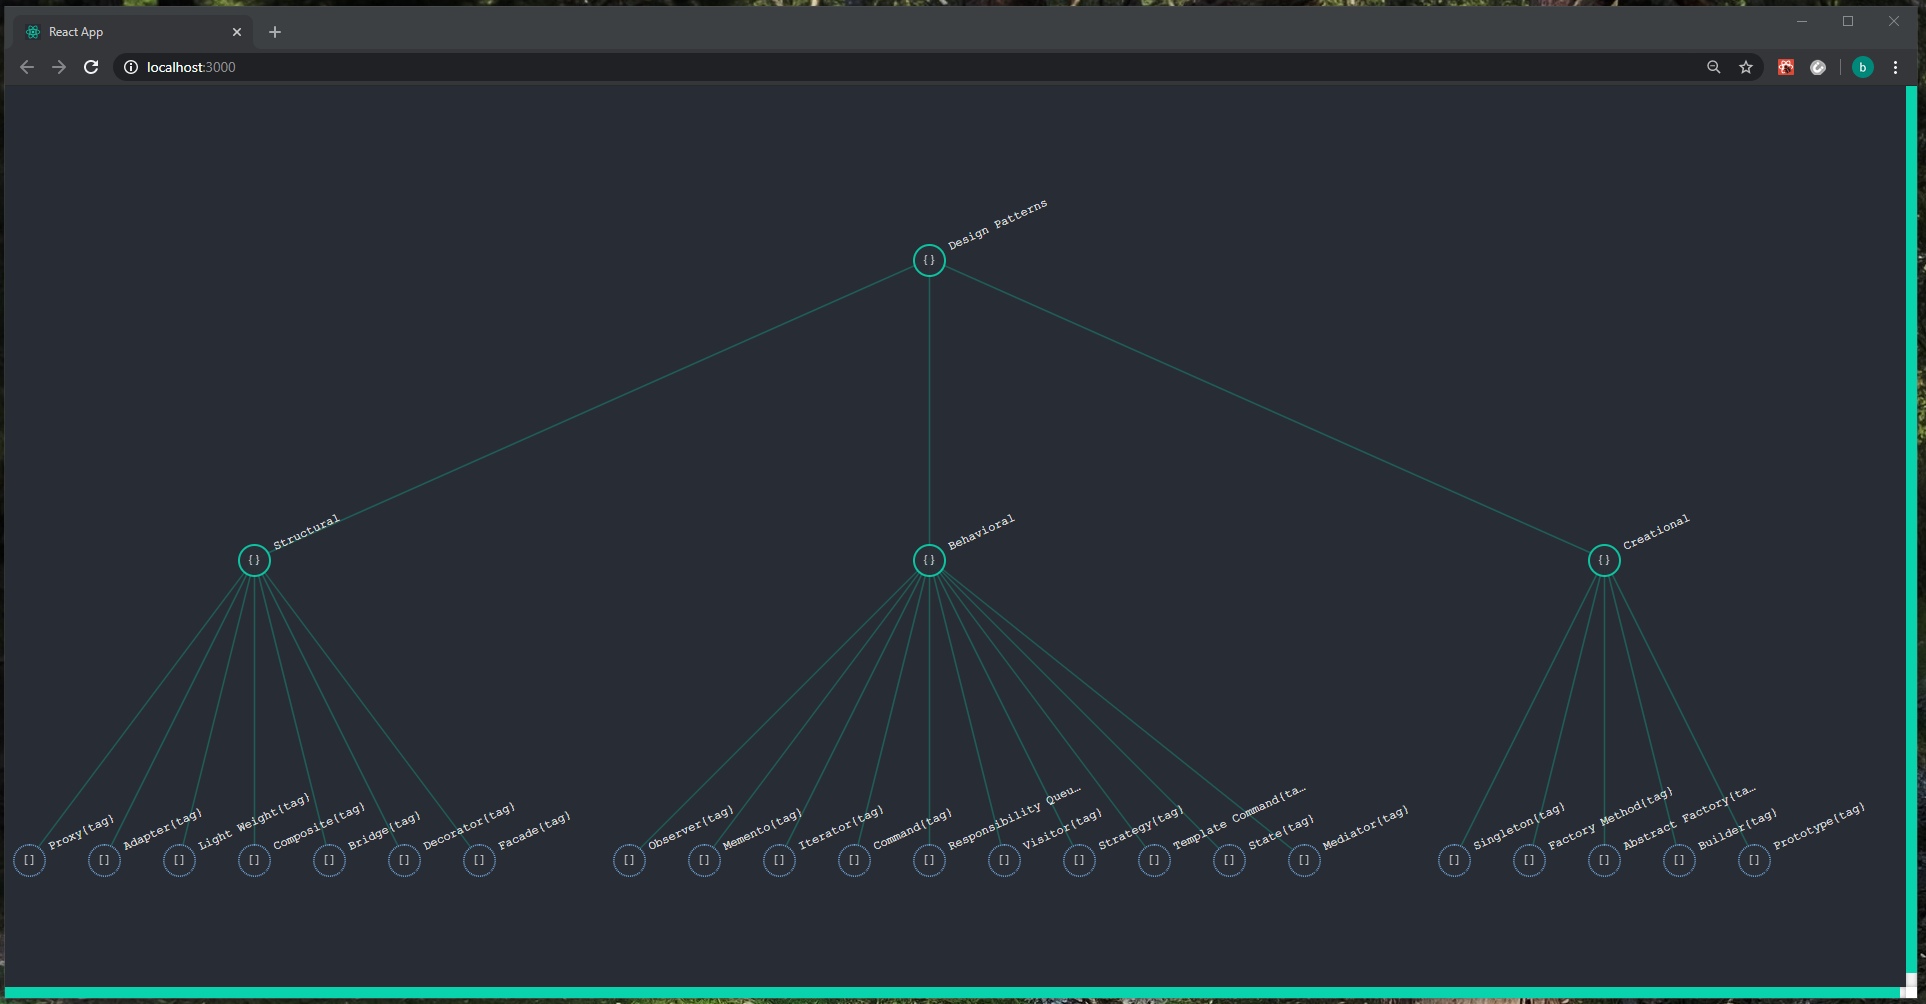 React App
localhost:3000
b
Design Patterns
{}
Structural
{}
Behavioral
{}
Creational
{}
Proxy(tag)
[]
Adapter(tag)
[]
Light Weight(tag)
[]
Composite(tag)
[]
Bridge(tag)
[]
Decorator(tag)
[]
Facade(tag)
[]
Observer(tag)
[]
Memento(tag)
[]
Iterator(tag)
[]
Command(tag)
[]
Responsibility Queu…
[]
Visitor(tag)
[]
Strategy(tag)
[]
Template Command(ta…
[]
State(tag)
[]
Mediator(tag)
[]
Singleton(tag)
[]
Factory Method(tag)
[]
Abstract Factory(ta…
[]
Builder(tag)
[]
Prototype(tag)
[]